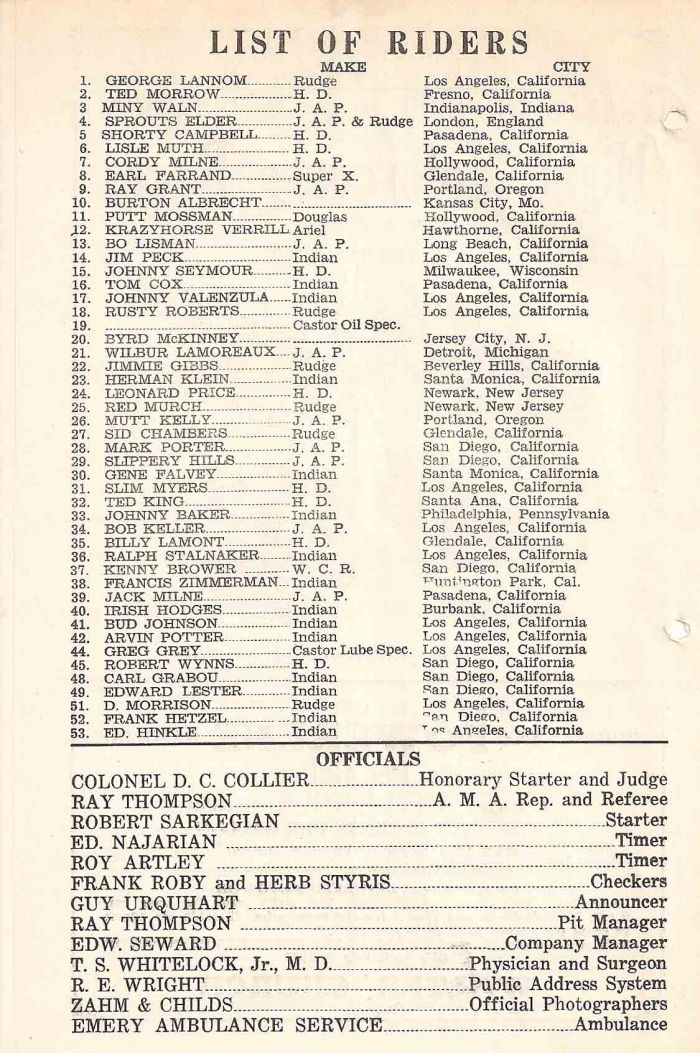 LIST OF RIDERS
MAKE CITY
1. GEORGE LANNOM Rudge Los Angeles, California
2. TED MORROW H. D. Fresno, California
3 MINY WALN J. A. P. Indianapolis, Indiana
4. SPROUTS ELDER J. A. P. & Rudge London, England
5 SHORTY CAMPBELL H. D. Pasadena, California
6. LISLE MUTH H. D. Los Angeles, California
7. CORDY MILNE J. A. P. Hollywood, California
8. EARL FARRAND Super X. Glendale, California
9. RAY GRANT J. A. P. Portland, Oregon
10. BURTON ALBRECHT Kansas City, Mo.
11. PUTT MOSSMAN Douglas Hollywood, California
12. KRAZYHORSE VERRILL Ariel Hawthorne, California
13. BO LISMAN J. A. P. Long Beach, California
14. JIM PECK Indian Los Angeles, California
15. JOHNNY SEYMOUR H. D. Milwaukee, Wisconsin
16. TOM COX Indian Pasadena, California
17. JOHNNY VALENZULA Indian Los Angeles, California
18. RUSTY ROBERTS Rudge Los Angeles, California
19. Castor Oil Spec.
20. BYRD McKINNEY Jersey City, N. J.
21. WILBUR LAMOREAUX J. A. P. Detroit, Michigan
22. JIMMIE GIBBS Rudge Beverley Hills, California
23. HERMAN KLEIN Indian Santa Monica, California
24. LEONARD PRICE H. D. Newark, New Jersey
25. RED MURCH Rudge Newark, New Jersey
26. MUTT KELLY J. A. P. Portland, Oregon
27. SID CHAMBERS Rudge Glendale, California
28. MARK PORTER J. A. P. San Diego, California
29. SLIPPERY HILLS J. A. P. San Diego, California
30. GENE FALVEY Indian Santa Monica, California
31. SLIM MYERS H. D. Los Angeles, California
32. TED KING H. D. Santa Ana, California
33. JOHNNY BAKER Indian Philadelphia, Pennsylvania
34. BOB KELLER J. A. P. Los Angeles, California
35. BILLY LAMONT H. D. Glendale, California
36. RALPH STALNAKER Indian Los Angeles, California
37. KENNY BROWER W. C. R. San Diego, California
38. FRANCIS ZIMMERMAN Indian Huntington Park, Cal.
39. JACK MILNE J. A. P. Pasadena, California
40. IRISH HODGES Indian Burbank, California
41. BUD JOHNSON Indian Los Angeles, California
42. ARVIN POTTER Indian Los Angeles, California
44. GREG GREY Castor Lube Spec. Los Angeles, California
45. ROBERT WYNNS H. D. San Diego, California
48. CARL GRABOU Indian San Diego, California
49. EDWARD LESTER Indian San Diego, California
51. D. MORRISON Rudge Los Angeles, California
52. FRANK HETZEL Indian San Diego, California
53. ED. HINKLE Indian Los Angeles, California
OFFICIALS
COLONEL D. C. COLLIER Honorary Starter and Judge
RAY THOMPSON A. M. A. Rep. and Referee
ROBERT SARKEGIAN Starter
ED. NAJARIAN Timer
ROY ARTLEY Timer
FRANK ROBY and HERB STYRIS Checkers
GUY URQUHART Announcer
RAY THOMPSON Pit Manager
EDW. SEWARD Company Manager
T. S. WHITELOCK, Jr., M. D. Physician and Surgeon
R. E. WRIGHT Public Address System
ZAHM & CHILDS Official Photographers
EMERY AMBULANCE SERVICE Ambulance